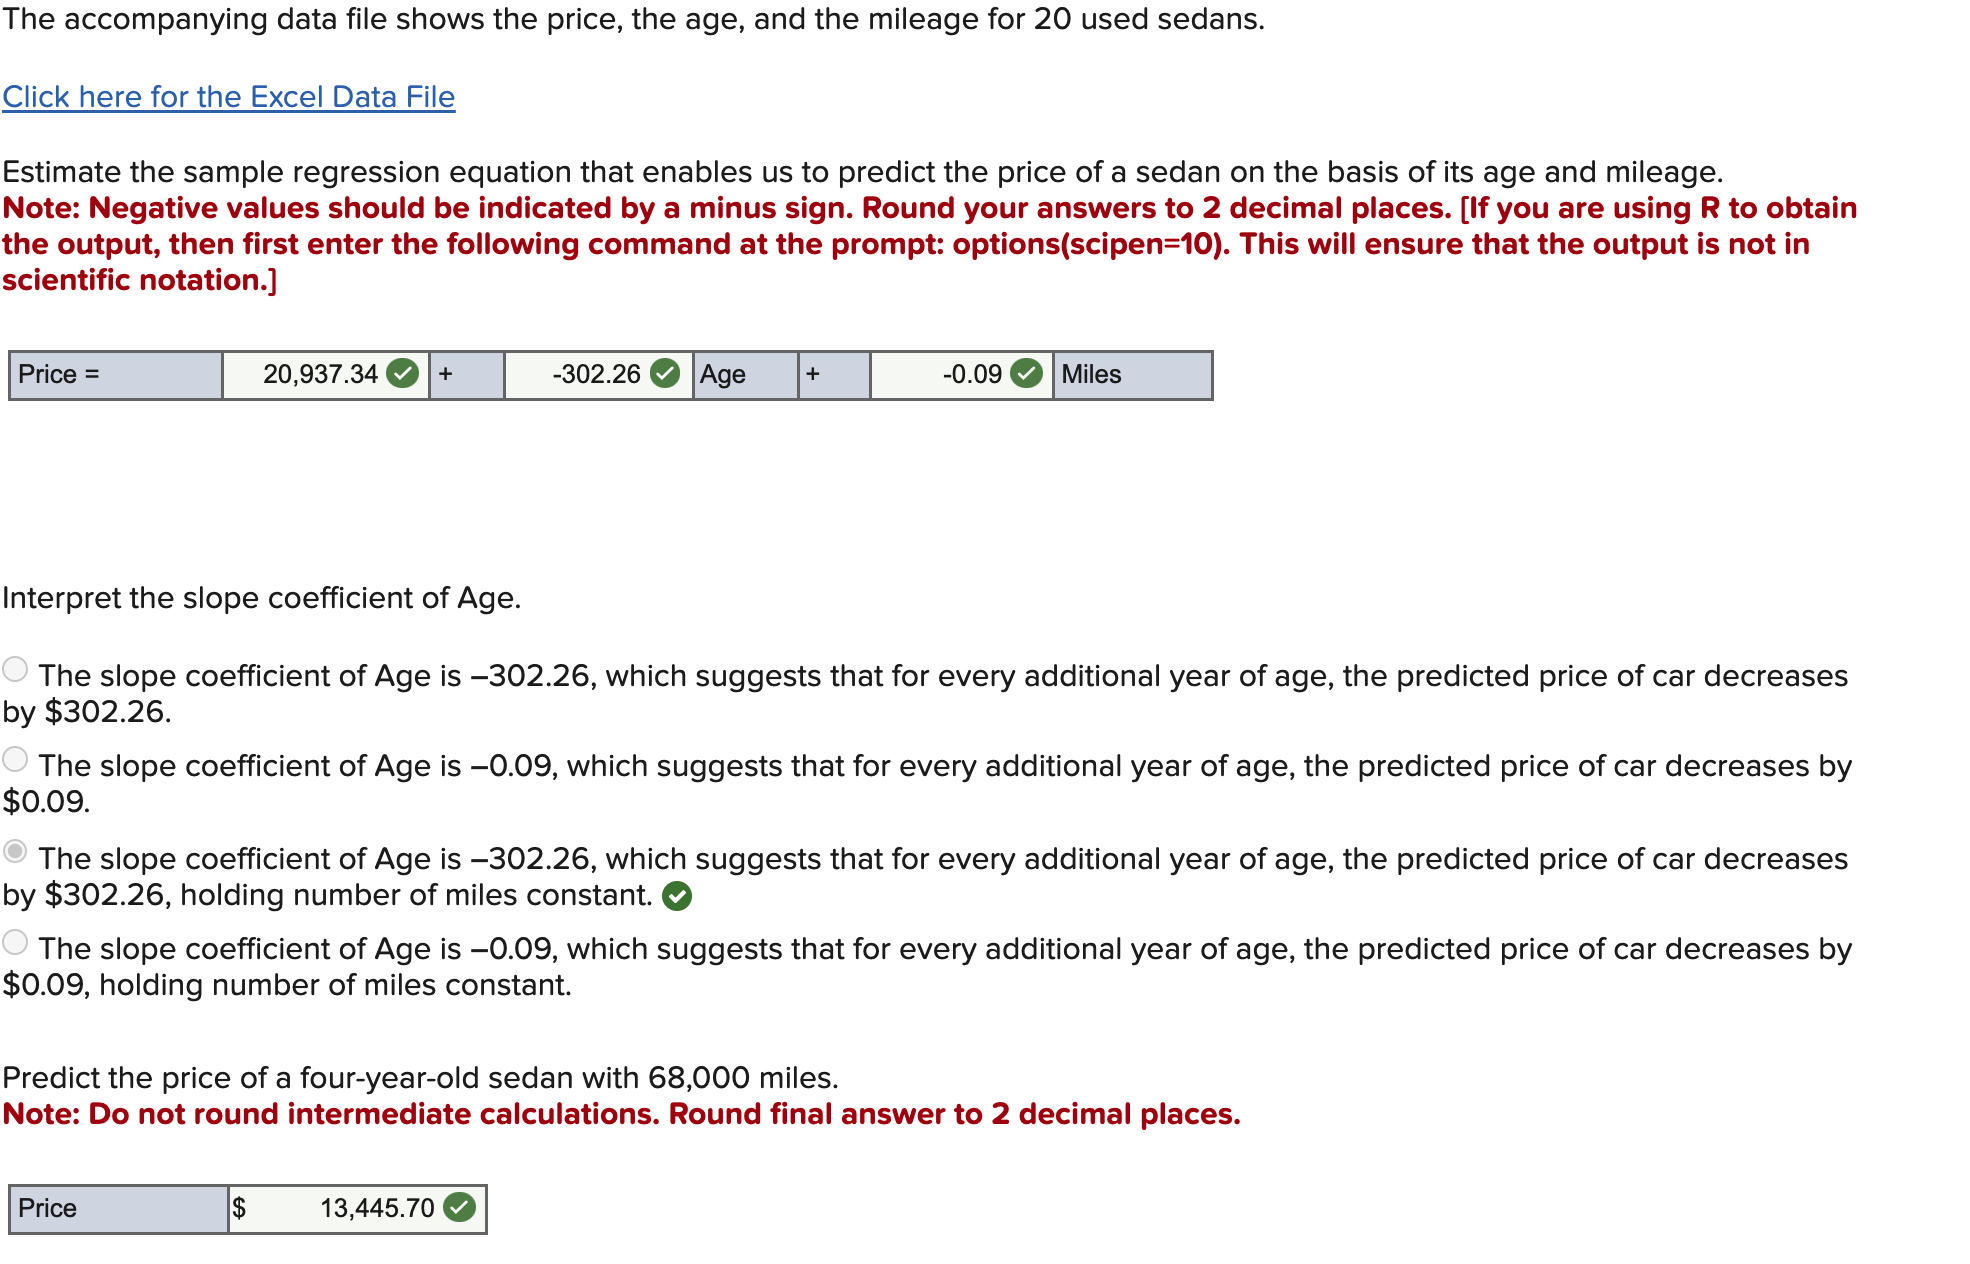 The accompanying data file shows the price, the age, and the mileage for 20 used sedans.
Click here for the Excel Data File
Estimate the sample regression equation that enables us to predict the price of a sedan on the basis of its age and mileage.
Note: Negative values should be indicated by a minus sign. Round your answers to 2 decimal places. [If you are using R to obtain
the output, then first enter the following command at the prompt: options(scipen=10). This will ensure that the output is not in
scientific notation.]
Price = 20,937.34 + -302.26 Age + -0.09 Miles
Interpret the slope coefficient of Age.
The slope coefficient of Age is –302.26, which suggests that for every additional year of age, the predicted price of car decreases
by $302.26.
The slope coefficient of Age is –0.09, which suggests that for every additional year of age, the predicted price of car decreases by
$0.09.
The slope coefficient of Age is –302.26, which suggests that for every additional year of age, the predicted price of car decreases
by $302.26, holding number of miles constant.
The slope coefficient of Age is –0.09, which suggests that for every additional year of age, the predicted price of car decreases by
$0.09, holding number of miles constant.
Predict the price of a four-year-old sedan with 68,000 miles.
Note: Do not round intermediate calculations. Round final answer to 2 decimal places.
Price $ 13,445.70